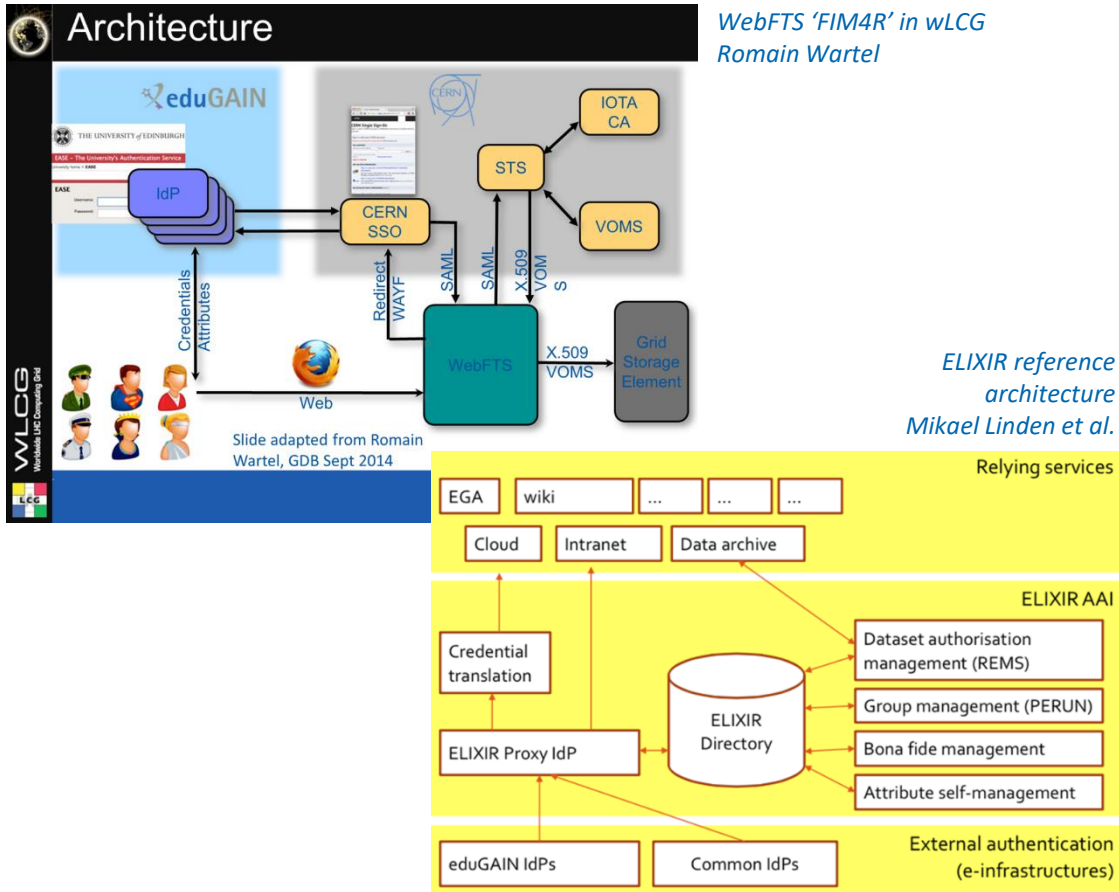 Architecture
WebFTS ‘FIM4R’ in wLCG
Romain Wartel
eduGAIN
CERN
THE UNIVERSITY of EDINBURGH
EASE – The University's Authentication Service
EASE
Username
Password
IdP
CERN Single Sign-On
CERN
SSO
STS
IOTA
CA
VOMS
Credentials
Attributes
Redirect
WAYF
SAML
SAML
X.509
VOM
S
WebFTS
X.509
VOMS
Grid
Storage
Element
Web
Slide adapted from Romain
Wartel, GDB Sept 2014
WLCG
Worldwide LHC Computing Grid
LCG
ELIXIR reference
architecture
Mikael Linden et al.
Relying services
EGA
wiki
...
...
...
Cloud
Intranet
Data archive
ELIXIR AAI
Credential
translation
ELIXIR Proxy IdP
ELIXIR
Directory
Dataset authorisation
management (REMS)
Group management (PERUN)
Bona fide management
Attribute self-management
External authentication
(e-infrastructures)
eduGAIN IdPs
Common IdPs